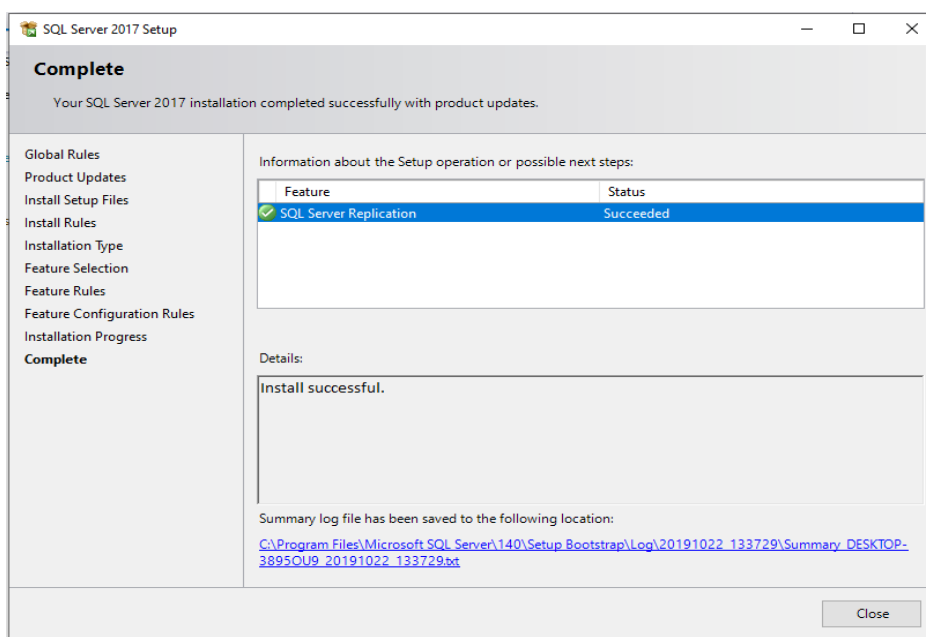 SQL Server 2017 Setup
Complete
Your SQL Server 2017 installation completed successfully with product updates.
Global Rules
Product Updates
Install Setup Files
Install Rules
Installation Type
Feature Selection
Feature Rules
Feature Configuration Rules
Installation Progress
Complete
Information about the Setup operation or possible next steps:
Feature Status
SQL Server Replication Succeeded
Details:
Install successful.
Summary log file has been saved to the following location:
C:\Program Files\Microsoft SQL Server\140\Setup Bootstrap\Log\20191022_133729\Summary_DESKTOP-
3895OU9_20191022_133729.txt
Close